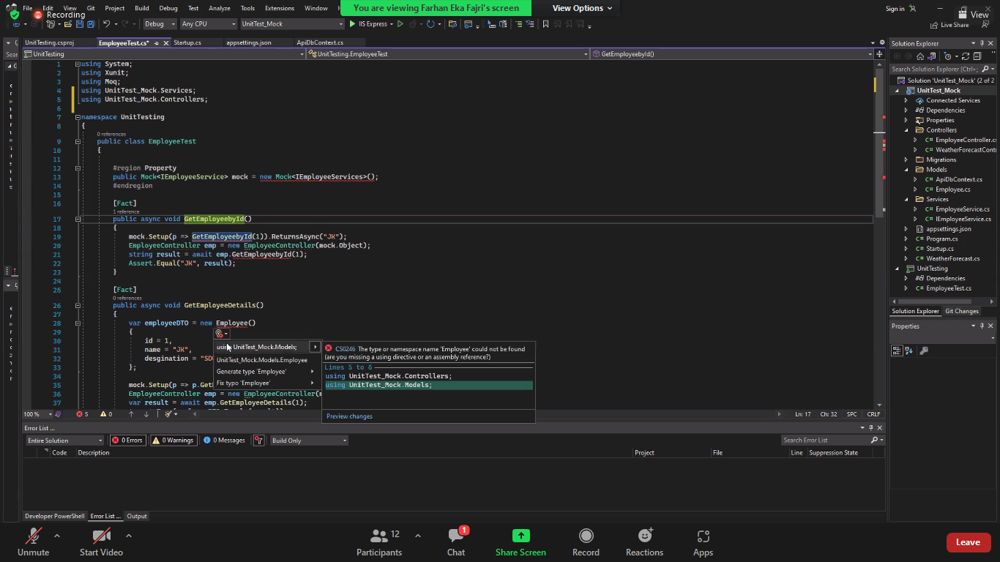 File Edit View Git Project Build Debug Test Analyze Tools Extensions Window
Recording
You are viewing Farhan Eka Fajri's screen
View Options
Sign in
View
Debug Any CPU UnitTest_Mock IIS Express
Live Share
UnitTesting.csproj EmployeeTest.cs* Startup.cs appsettings.json ApiDbContext.cs
UnitTesting UnitTesting.EmployeeTest GetEmployeebyId()
1 using System;
2 using Xunit;
3 using Moq;
4 using UnitTest_Mock.Services;
5 using UnitTest_Mock.Controllers;
6
7 namespace UnitTesting
8 {
0 references
9 public class EmployeeTest
10 {
11
12 #region Property
13 public Mock<IEmployeeService> mock = new Mock<IEmployeeServices>();
14 #endregion
15
16 [Fact]
1 reference
17 public async void GetEmployeebyId()
18 {
19 mock.Setup(p => GetEmployeebyId(1)).ReturnsAsync("JK");
20 EmployeeController emp = new EmployeeController(mock.Object);
21 string result = await emp.GetEmployeebyId(1);
22 Assert.Equal("JK", result);
23 }
24
25 [Fact]
0 references
26 public async void GetEmployeeDetails()
27 {
28 var employeeDTO = new Employee()
29 {
30 id = 1,
31 name = "JK",
32 desgination = "SD
33 };
34
35 mock.Setup(p => p.Get
36 EmployeeController emp = new EmployeeController(m
37 var result = await emp.GetEmployeeDetails(1);
using UnitTest_Mock.Models;
UnitTest_Mock.Models.Employee
Generate type 'Employee'
Fix typo 'Employee'
CS0246 The type or namespace name 'Employee' could not be found
(are you missing a using directive or an assembly reference?)
Lines 5 to 6
using UnitTest_Mock.Controllers;
using UnitTest_Mock.Models;
Preview changes
100 % 5 0 Ln: 17 Ch: 32 SPC CRLF
Error List ...
Entire Solution 0 Errors 0 Warnings 0 Messages Build Only Search Error List
Code Description Project File Line Suppression State
Developer PowerShell Error List ... Output
Solution Explorer
Search Solution Explorer (Ctrl+;
Solution 'UnitTest_Mock' (2 of 2
UnitTest_Mock
Connected Services
Dependencies
Properties
Controllers
EmployeeController.cs
WeatherForecastCont
Migrations
Models
ApiDbContext.cs
Employee.cs
Services
EmployeeService.cs
IEmployeeService.cs
appsettings.json
Program.cs
Startup.cs
WeatherForecast.cs
UnitTesting
Dependencies
EmployeeTest.cs
Solution Explorer Git Changes
Properties
Unmute Start Video Participants 12 Chat 1 Share Screen Record Reactions Apps Leave